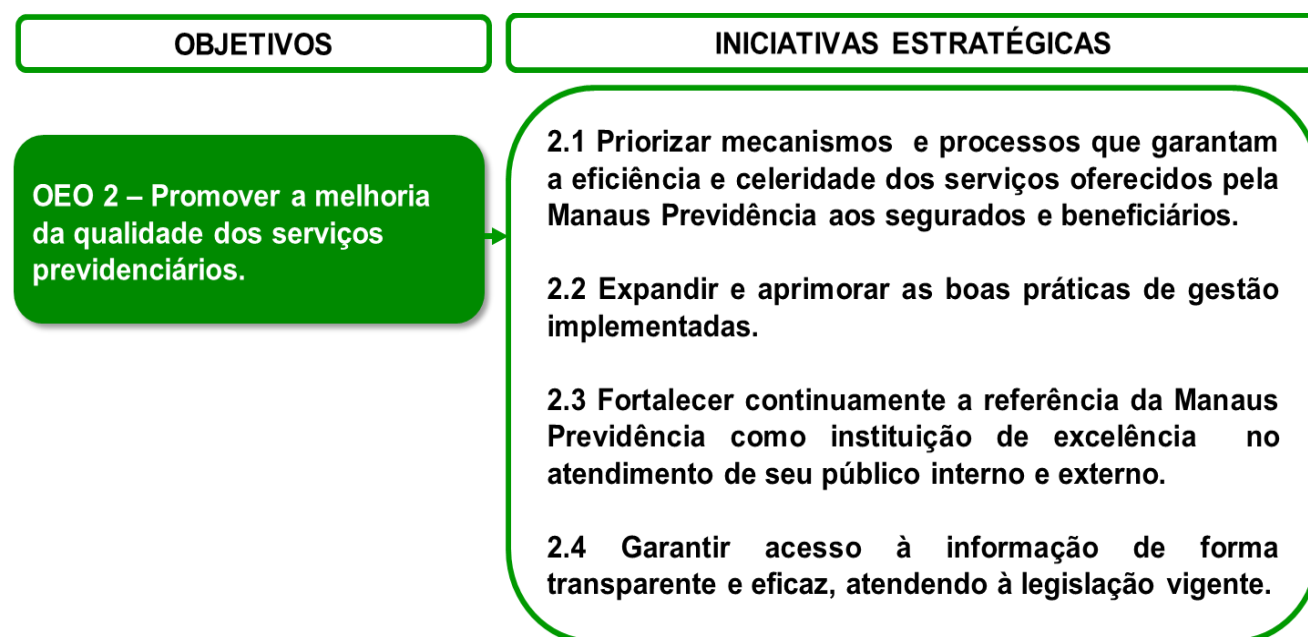 OBJETIVOS
INICIATIVAS ESTRATÉGICAS
OEO 2 – Promover a melhoria
da qualidade dos serviços
previdenciários.
2.1 Priorizar mecanismos e processos que garantam
a eficiência e celeridade dos serviços oferecidos pela
Manaus Previdência aos segurados e beneficiários.
2.2 Expandir e aprimorar as boas práticas de gestão
implementadas.
2.3 Fortalecer continuamente a referência da Manaus
Previdência como instituição de excelência no
atendimento de seu público interno e externo.
2.4 Garantir acesso à informação de forma
transparente e eficaz, atendendo à legislação vigente.